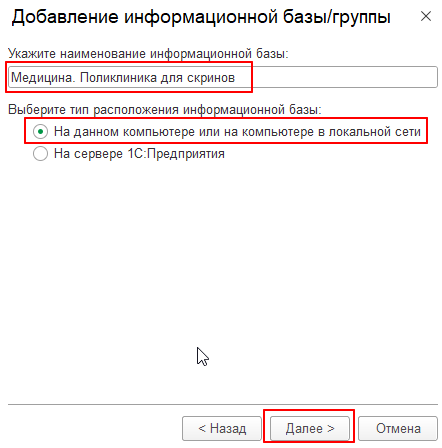 Добавление информационной базы/группы
Укажите наименование информационной базы:
Медицина. Поликлиника для скринов
Выберите тип расположения информационной базы:
На данном компьютере или на компьютере в локальной сети
На сервере 1С:Предприятия
< Назад Далее > Отмена